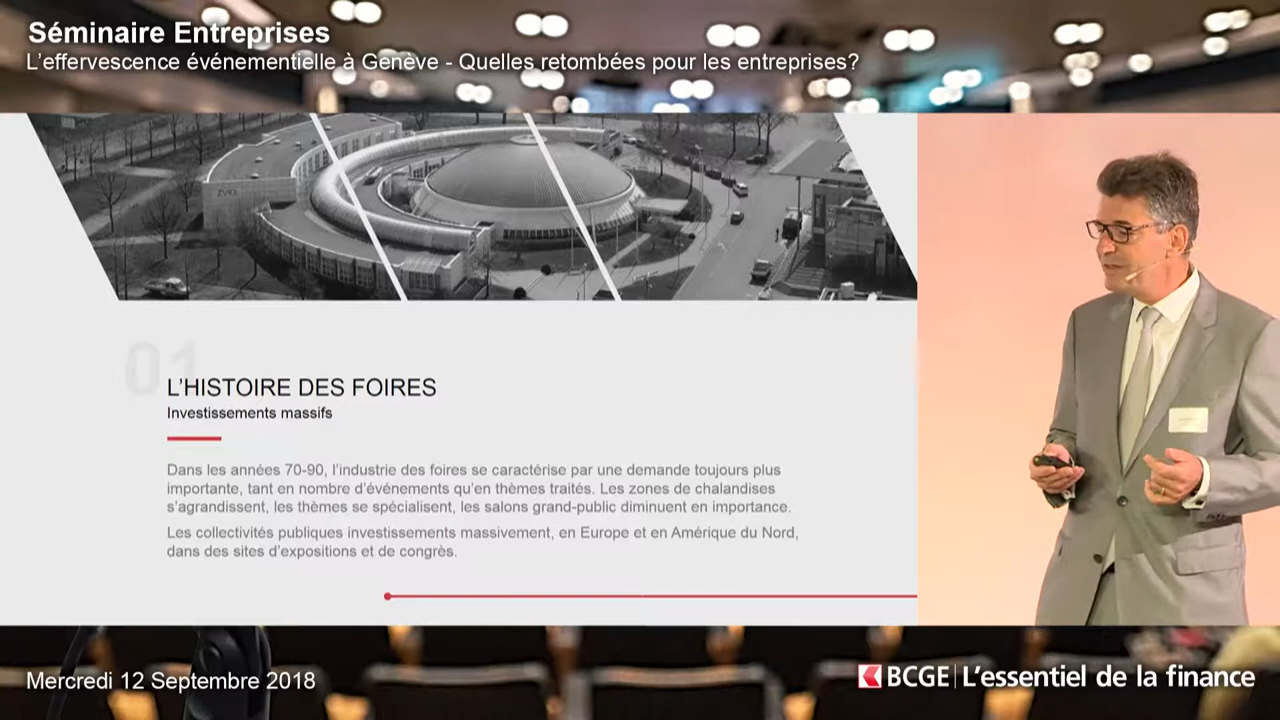 Séminaire Entreprises
L'effervescence événementielle à Genève - Quelles retombées pour les entreprises?
01
L'HISTOIRE DES FOIRES
Investissements massifs
Dans les années 70-90, l'industrie des foires se caractérise par une demande toujours plus
importante, tant en nombre d'événements qu'en thèmes traités. Les zones de chalandises
s'agrandissent, les thèmes se spécialisent, les salons grand-public diminuent en importance.
Les collectivités publiques investissements massivement, en Europe et en Amérique du Nord,
dans des sites d'expositions et de congrès.
Mercredi 12 Septembre 2018
BCGE L'essentiel de la finance